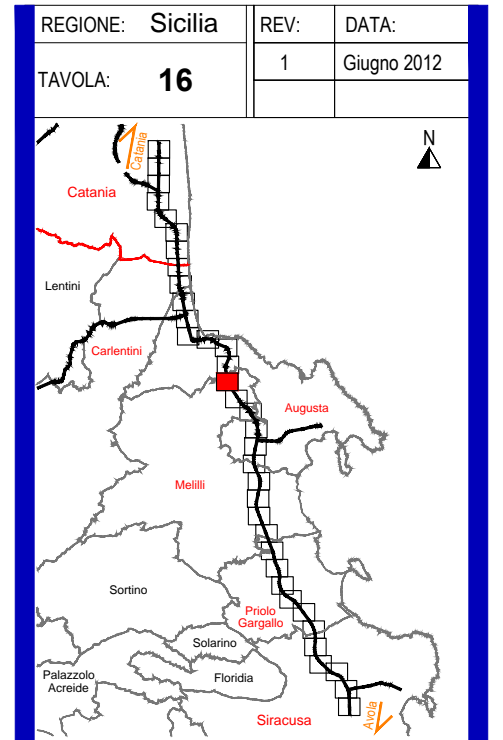 REGIONE: Sicilia
REV:
DATA:
TAVOLA: 16
1
Giugno 2012
Catania
N
Catania
Lentini
Carlentini
Augusta
Melilli
Sortino
Priolo
Gargallo
Solarino
Palazzolo
Acreide
Floridia
Siracusa
Avola